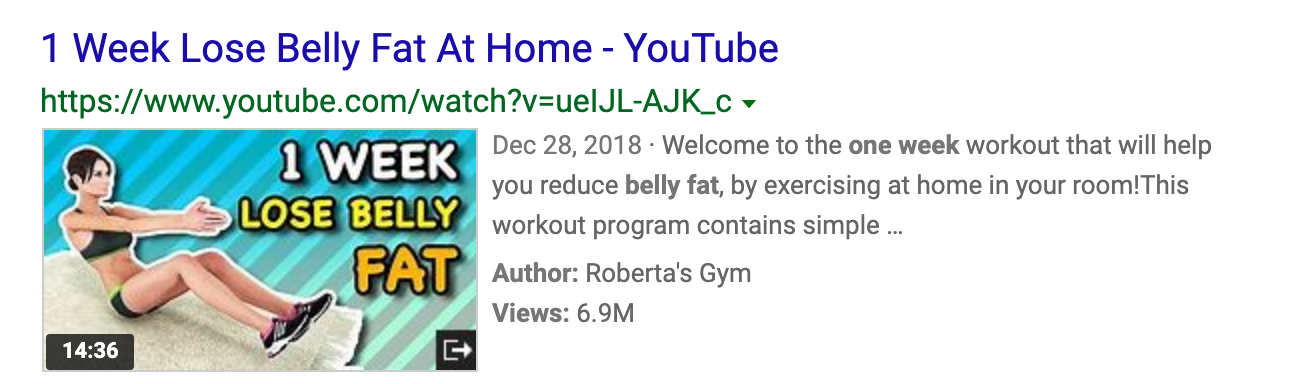 1 Week Lose Belly Fat At Home - YouTube
https://www.youtube.com/watch?v=ueIJL-AJK_c
1 WEEK
LOSE BELLY
FAT
14:36
Dec 28, 2018 · Welcome to the one week workout that will help
you reduce belly fat, by exercising at home in your room!This
workout program contains simple ...
Author: Roberta's Gym
Views: 6.9M